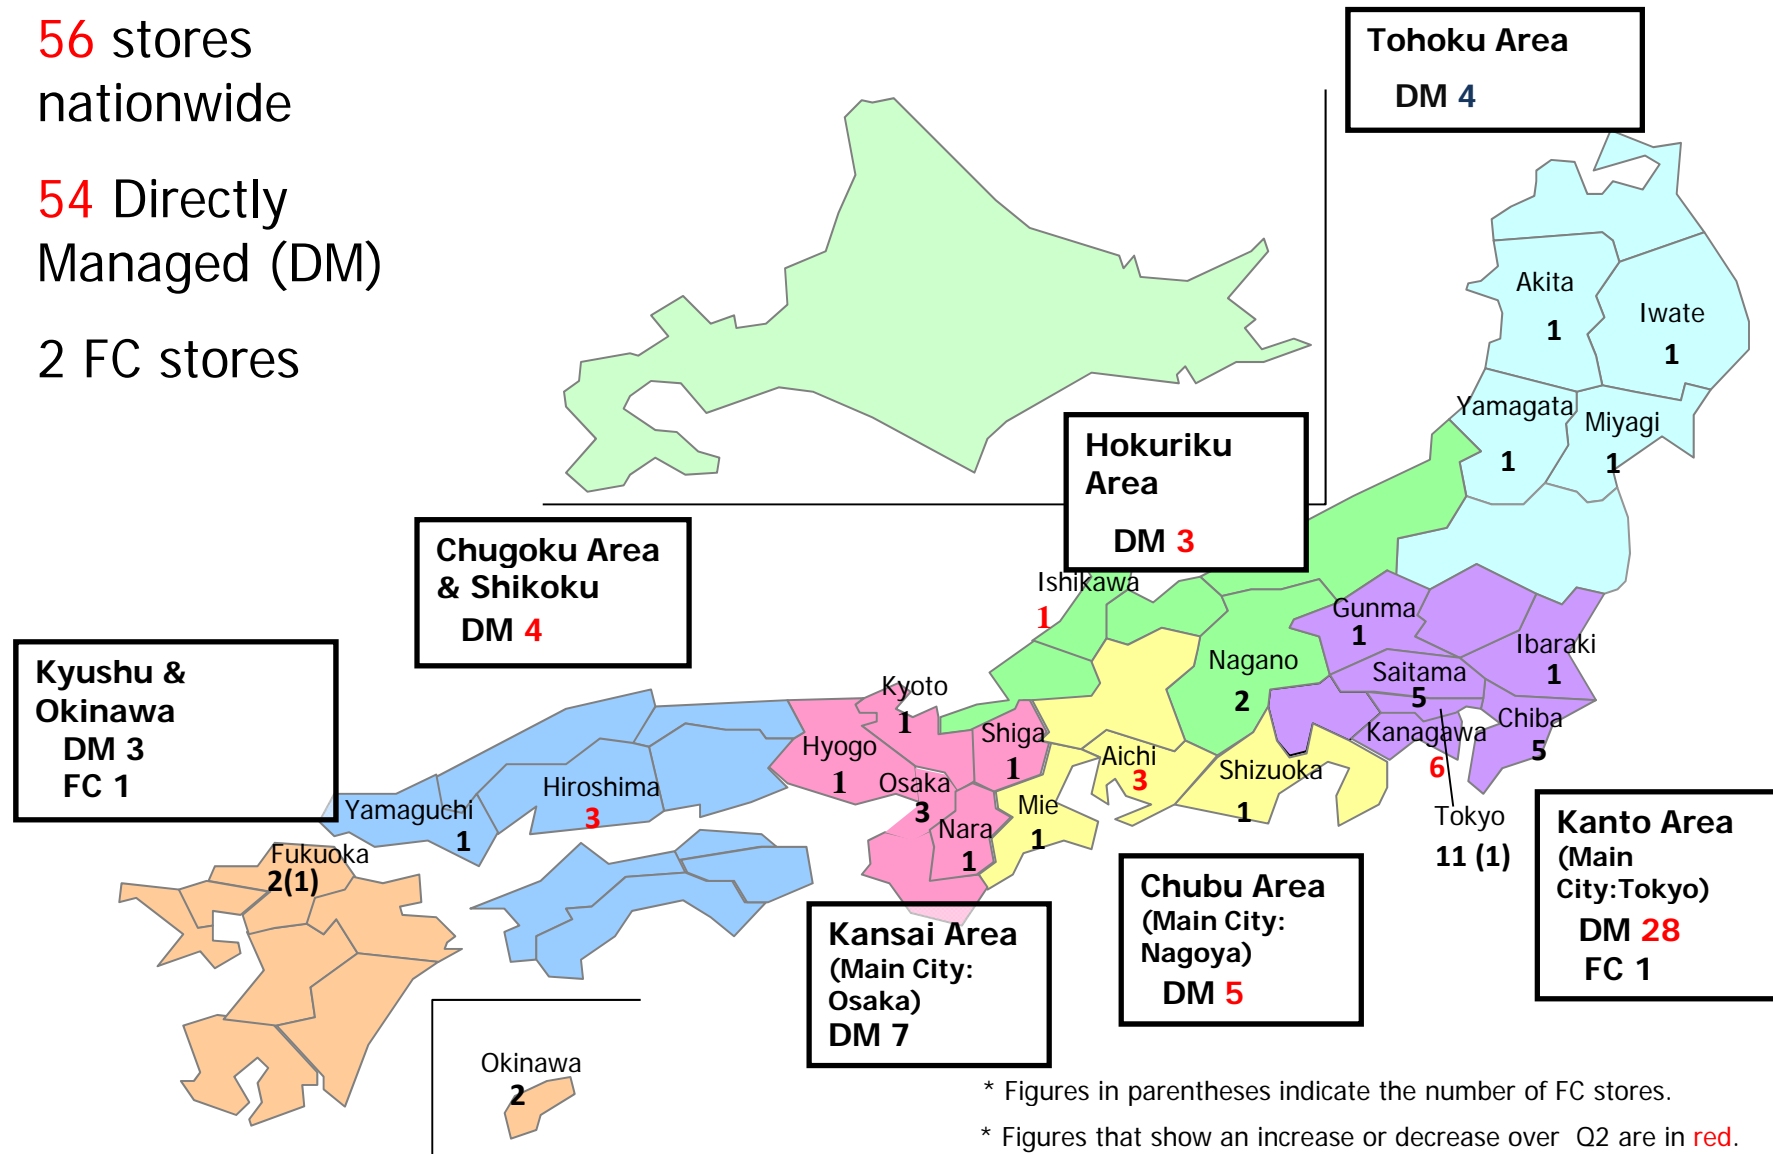 56 stores
nationwide
54 Directly
Managed (DM)
2 FC stores
Tohoku Area
DM 4
Akita
1
Iwate
1
Yamagata
1
Miyagi
1
Hokuriku
Area
DM 3
Ishikawa
1
Nagano
2
Chugoku Area
& Shikoku
DM 4
Kyushu &
Okinawa
DM 3
FC 1
Yamaguchi
1
Hiroshima
3
Fukuoka
2(1)
Okinawa
2
Kyoto
1
Hyogo
1
Shiga
1
Osaka
3
Nara
1
Mie
1
Aichi
3
Shizuoka
1
Gunma
1
Ibaraki
1
Saitama
5
Chiba
5
Kanagawa
6
Tokyo
11 (1)
Kansai Area
(Main City:
Osaka)
DM 7
Chubu Area
(Main City:
Nagoya)
DM 5
Kanto Area
(Main
City:Tokyo)
DM 28
FC 1
* Figures in parentheses indicate the number of FC stores.
* Figures that show an increase or decrease over Q2 are in red.